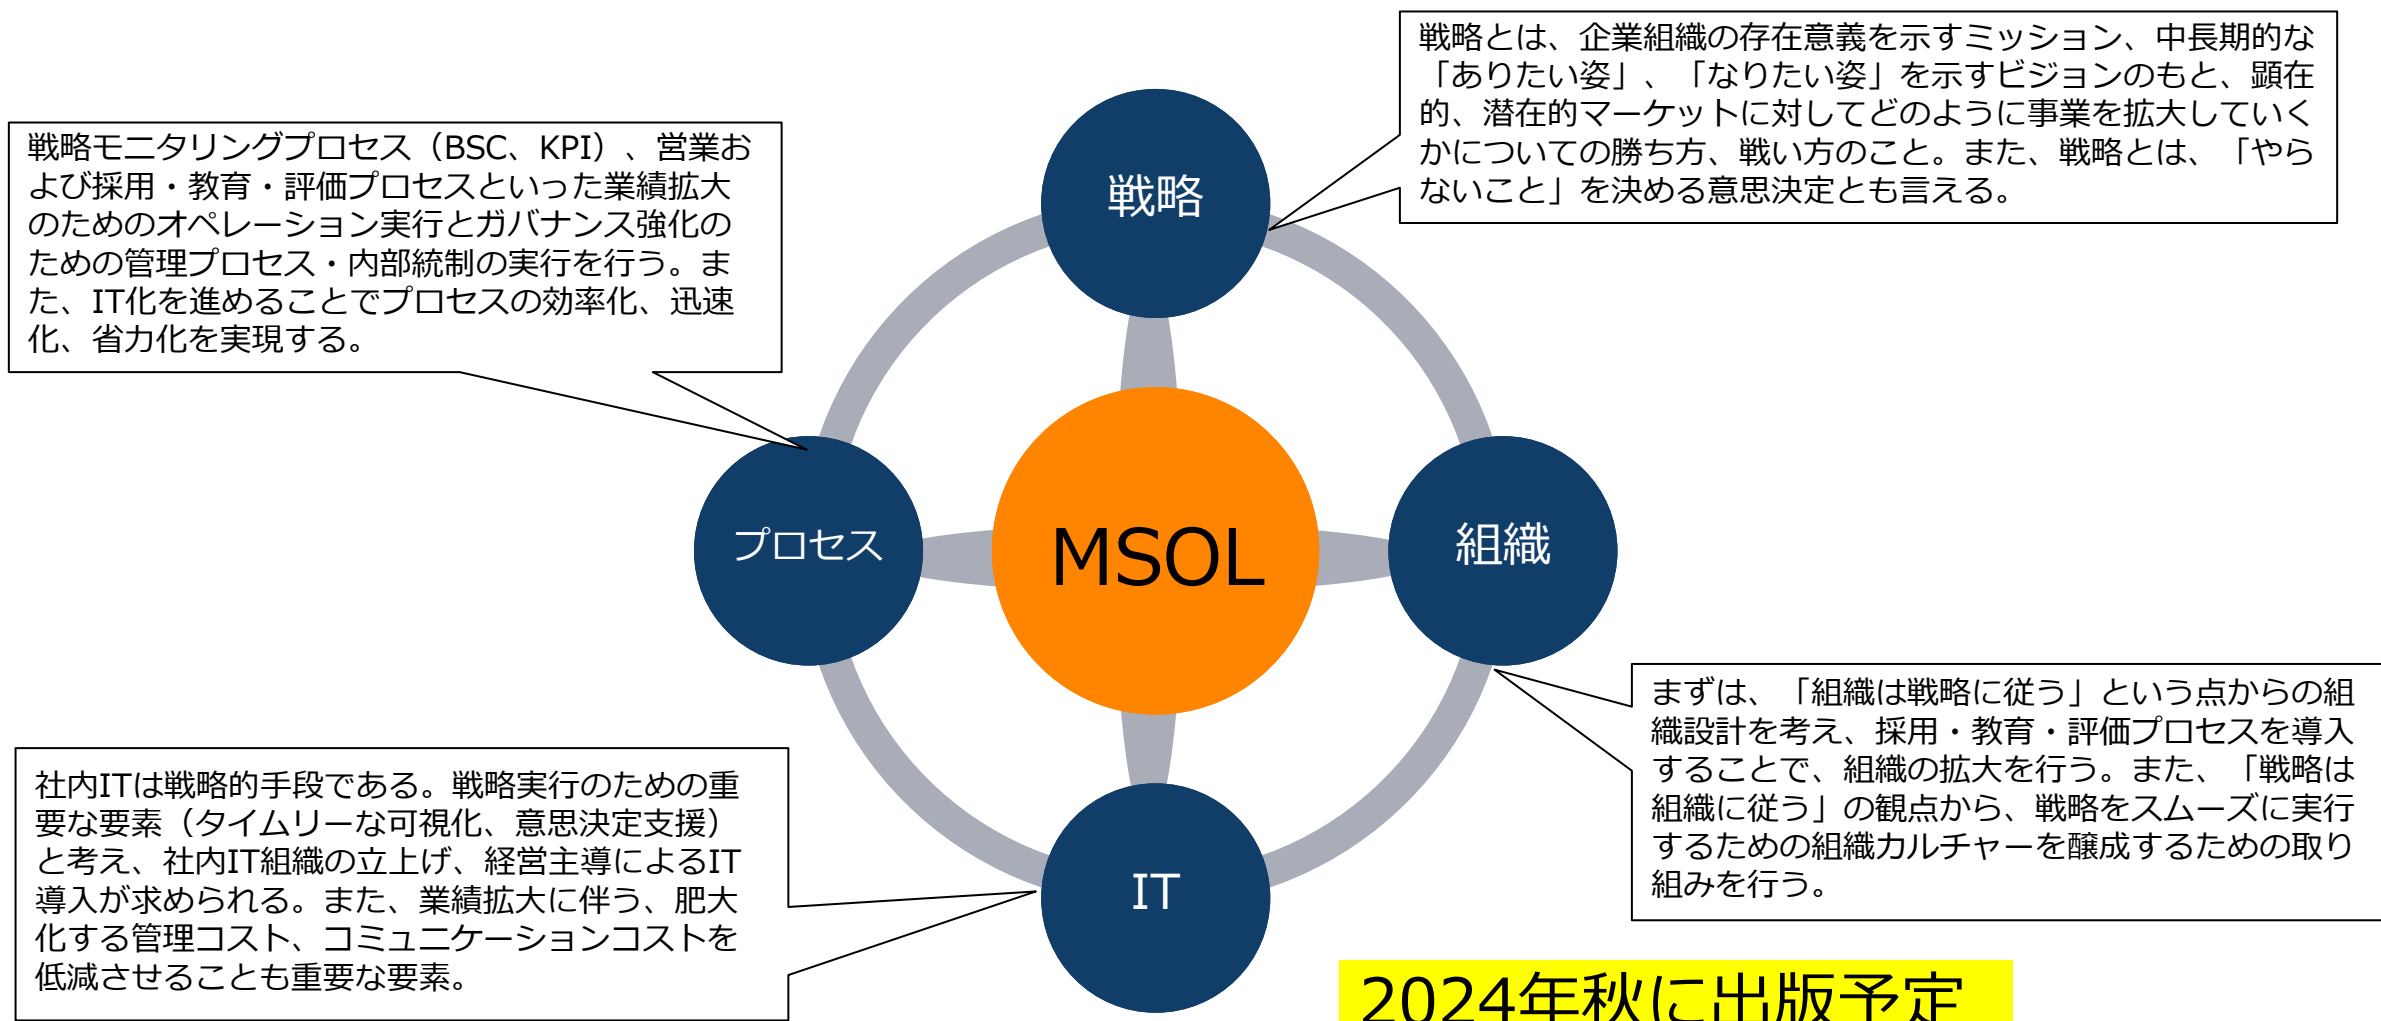 戦略とは、企業組織の存在意義を示すミッション、中長期的な
「ありたい姿」、「なりたい姿」を示すビジョンのもと、顕在
的、潜在的マーケットに対してどのように事業を拡大していく
かについての勝ち方、戦い方のこと。また、戦略とは、「やら
ないこと」を決める意思決定とも言える。
戦略モニタリングプロセス（BSC、KPI）、営業お
よび採用・教育・評価プロセスといった業績拡大
のためのオペレーション実行とガバナンス強化の
ための管理プロセス・内部統制の実行を行う。ま
た、IT化を進めることでプロセスの効率化、迅速
化、省力化を実現する。
戦略
プロセス
MSOL
組織
まずは、「組織は戦略に従う」という点からの組
織設計を考え、採用・教育・評価プロセスを導入
することで、組織の拡大を行う。また、「戦略は
組織に従う」の観点から、戦略をスムーズに実行
するための組織カルチャーを醸成するための取り
組みを行う。
社内ITは戦略的手段である。戦略実行のための重
要な要素（タイムリーな可視化、意思決定支援）
と考え、社内IT組織の立上げ、経営主導によるIT
導入が求められる。また、業績拡大に伴う、肥大
化する管理コスト、コミュニケーションコストを
低減させることも重要な要素。
IT
2024年秋に出版予定